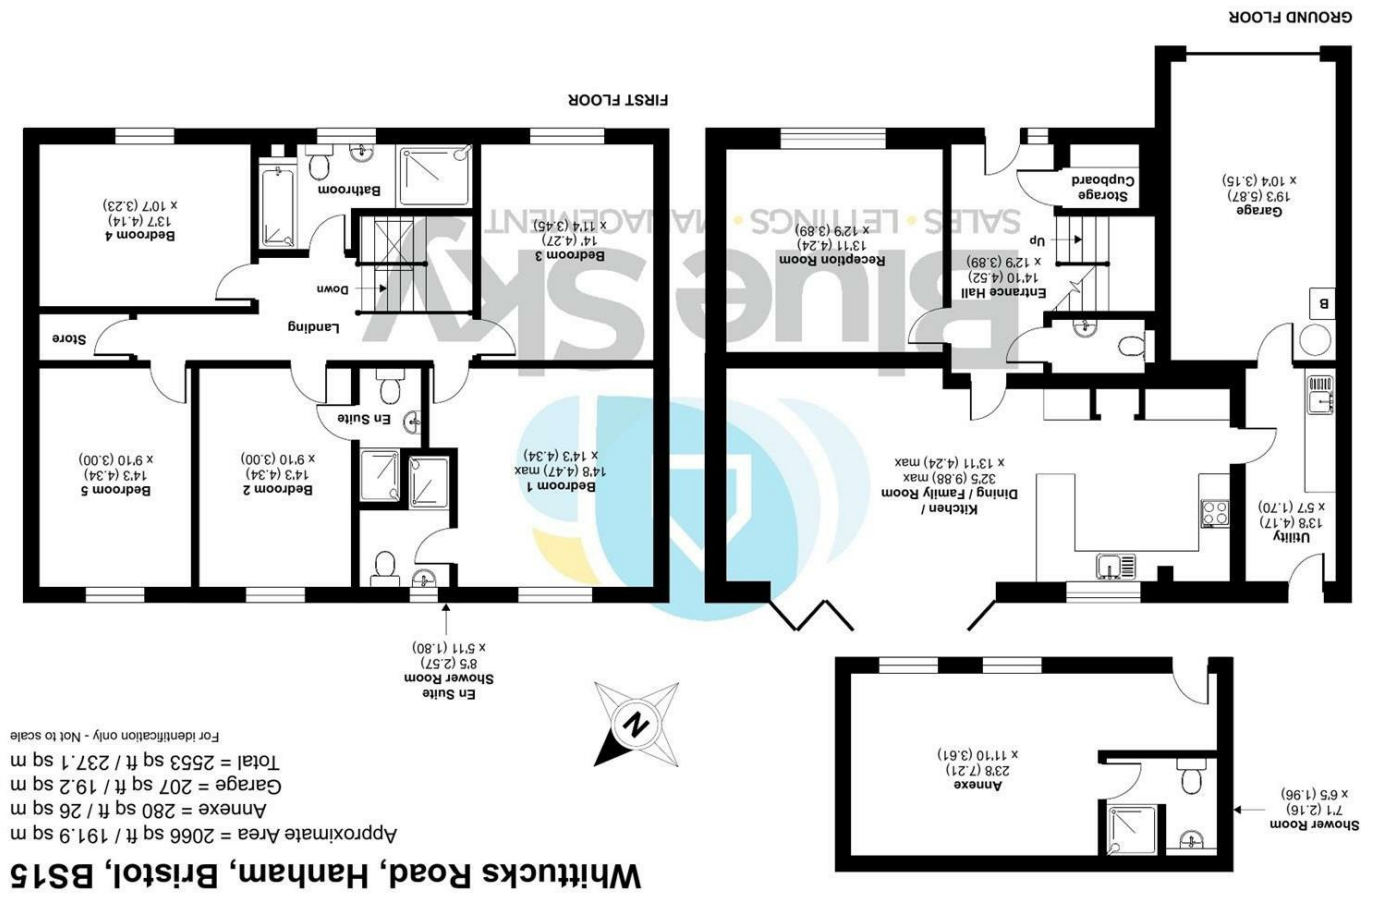 Whittucks Road, Hanham, Bristol, BS15
Approximate Area = 2066 sq ft / 191.9 sq m
Annexe = 280 sq ft / 26 sq m
Garage = 207 sq ft / 19.2 sq m
Total = 2553 sq ft / 237.1 sq m
For identification only - Not to scale
Shower Room
7'1 (2.16)
x 6'5 (1.96)
Annexe
23'8 (7.21)
x 11'10 (3.61)
N
En Suite
Shower Room
8'5 (2.57)
x 5'11 (1.80)
Utility
13'8 (4.17)
x 5'7 (1.70)
Kitchen /
Dining / Family Room
32'5 (9.88) max
x 13'11 (4.24) max
Bedroom 1
14'8 (4.47) max
x 14'3 (4.34)
En Suite
Bedroom 2
14'3 (4.34)
x 9'10 (3.00)
Bedroom 5
14'3 (4.34)
x 9'10 (3.00)
B
Garage
19'3 (5.87)
x 10'4 (3.15)
Entrance Hall
14'10 (4.52)
x 12'9 (3.89)
Up
Storage
Cupboard
Reception Room
13'11 (4.24)
x 12'9 (3.89)
Landing
Store
Down
Bedroom 3
14' (4.27)
x 11'4 (3.45)
Bathroom
Bedroom 4
13'7 (4.14)
x 10'7 (3.23)
Blue Sky
SALES • LETTINGS • MANAGEMENT
FIRST FLOOR
GROUND FLOOR